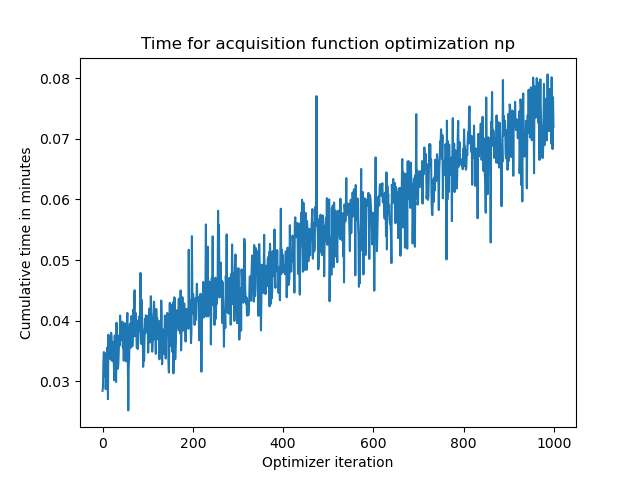 Time for acquisition function optimization np
0.08
0.07
0.06
0.05
0.04
0.03
Cumulative time in minutes
0 200 400 600 800 1000
Optimizer iteration